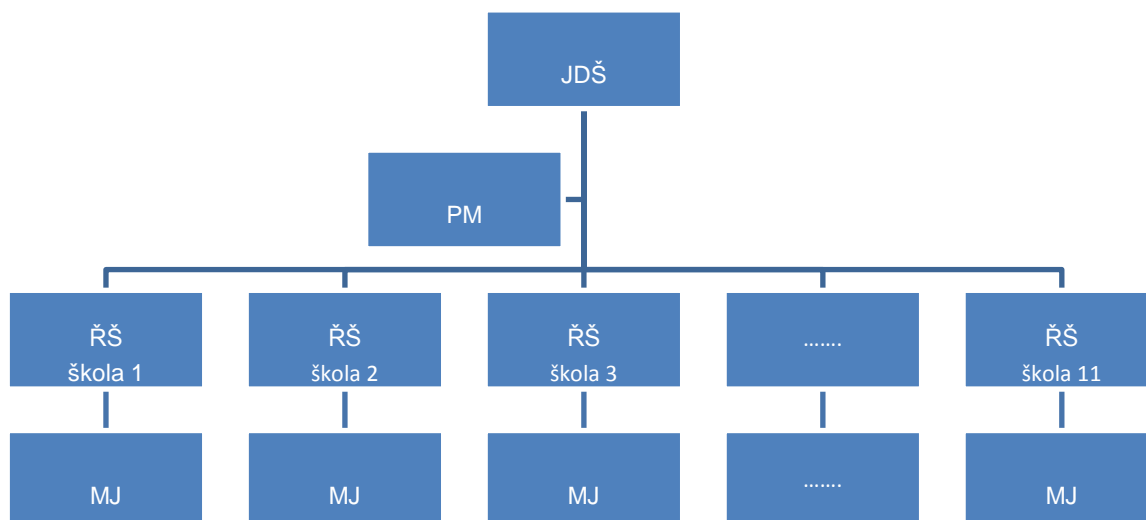 JDŠ
PM
ŘŠ
škola 1
ŘŠ
škola 2
ŘŠ
škola 3
…….
ŘŠ
škola 11
MJ
MJ
MJ
…….
MJ